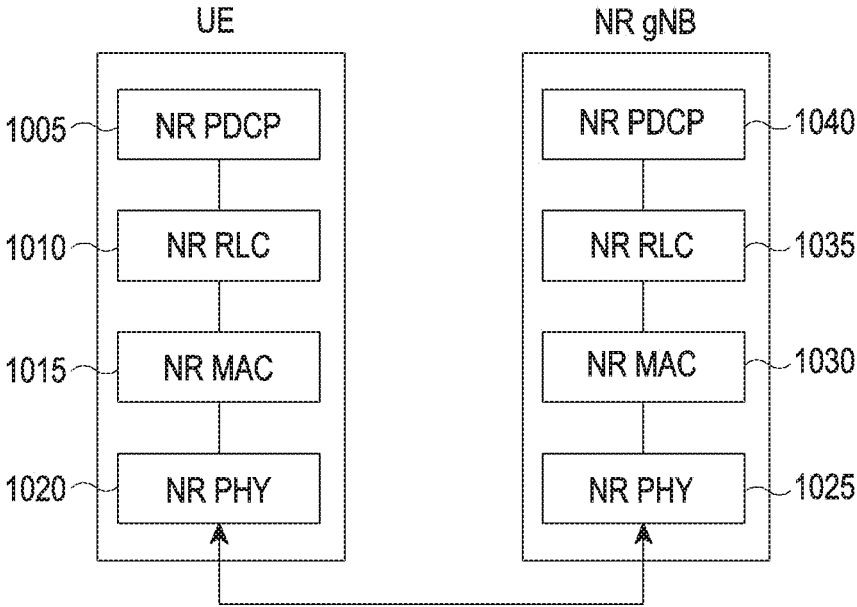 UE
NR gNB
1005 NR PDCP
NR PDCP 1040
1010 NR RLC
NR RLC 1035
1015 NR MAC
NR MAC 1030
1020 NR PHY
NR PHY 1025